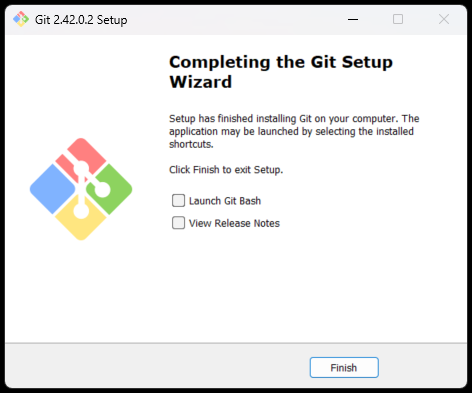 Git 2.42.0.2 Setup
Completing the Git Setup
Wizard
Setup has finished installing Git on your computer. The
application may be launched by selecting the installed
shortcuts.
Click Finish to exit Setup.
Launch Git Bash
View Release Notes
Finish